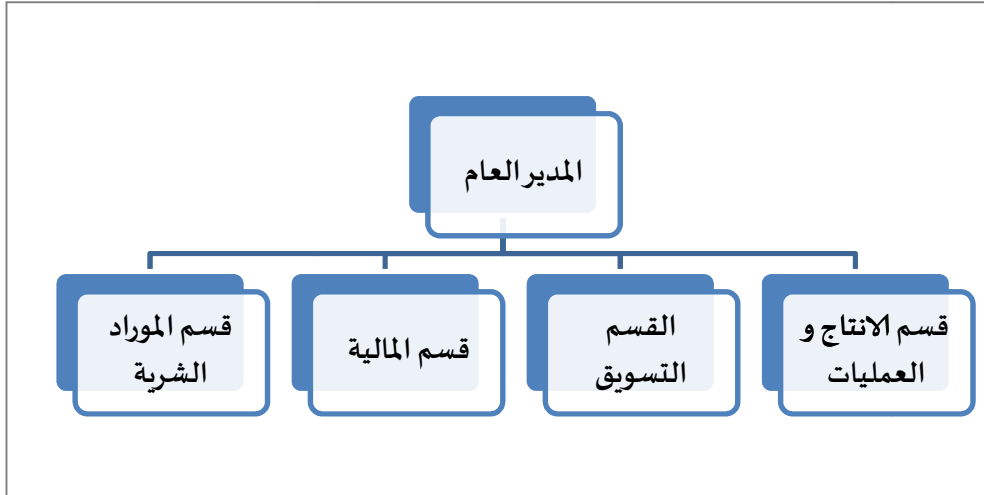 المدير العام
قسم الانتاج و
العمليات
القسم
التسويق
قسم المالية
قسم الموراد
الشرية